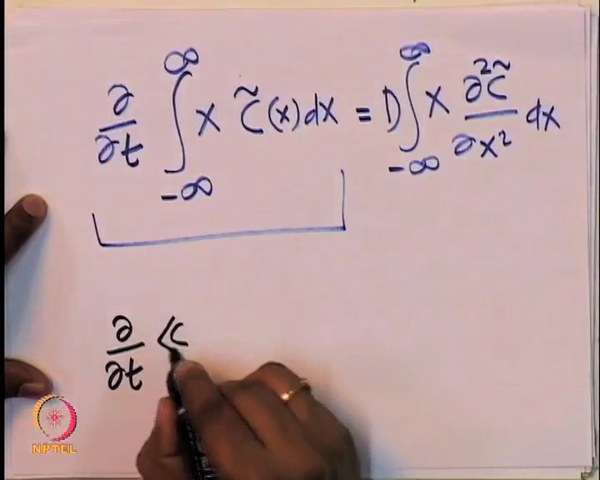 ∂/∂t ∫_{-∞}^{∞} x C̃(x)dx = D ∫_{-∞}^{∞} x ∂²C̃/∂x² dx
∂/∂t <c
NPTEL